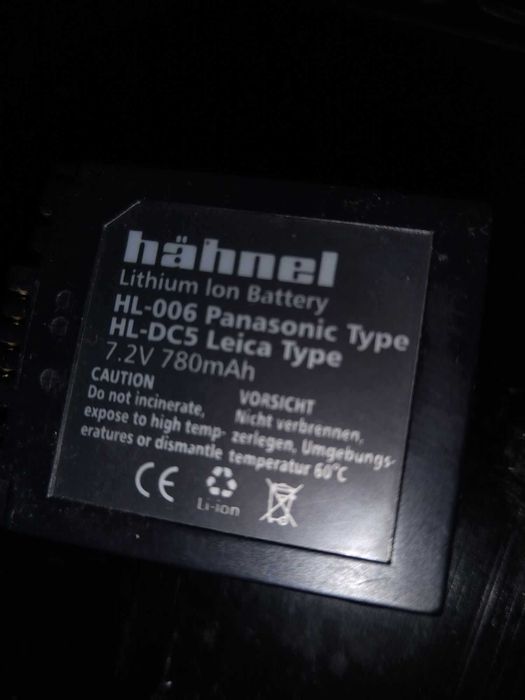 hähnel
Lithium Ion Battery
HL-006 Panasonic Type
HL-DC5 Leica Type
7.2V 780mAh
CAUTION
Do not incinerate,
expose to high temp-
eratures or dismantle
VORSICHT
Nicht verbrennen,
zerlegen, Umgebungs-
temperatur 60°C
CE
Li-ion